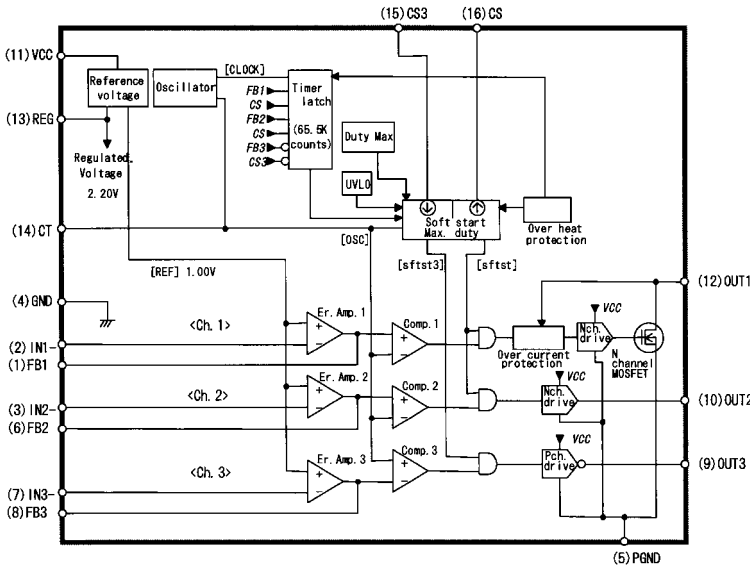 (15)CS3
(16)CS
(11)VCC
Reference
voltage
Oscillator
[CLOCK]
Timer
latch
(65.5K
counts)
FB1
CS
FB2
CS
FB3
CS3
Duty Max
UVLO
(13)REG
Regulated
Voltage
2.20V
Soft start
Max. duty
Over heat
protection
(14)CT
[OSC]
[sftst3]
[sftst]
[REF] 1.00V
(12)OUT1
(4)GND
<Ch. 1>
Er. Amp. 1
+
−
Comp.1
+
−
Over current
protection
VCC
Nch.
drive
N
channel
MOSFET
(2)IN1-
(1)FB1
<Ch. 2>
Er. Amp. 2
+
−
Comp.2
+
−
VCC
Nch.
drive
(10)OUT2
(3)IN2-
(6)FB2
<Ch. 3>
Er. Amp. 3
+
−
Comp.3
+
−
VCC
Pch.
drive
(9)OUT3
(7)IN3-
(8)FB3
(5)PGND